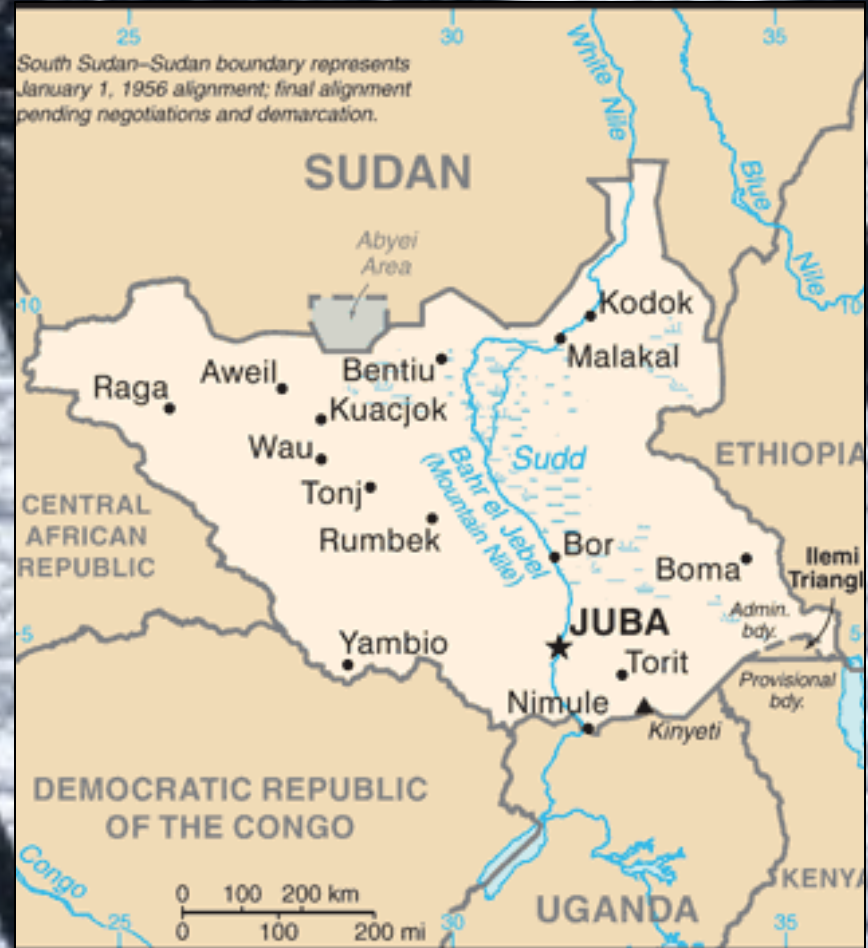 25
30
35
South Sudan–Sudan boundary represents
January 1, 1956 alignment; final alignment
pending negotiations and demarcation.
White Nile
SUDAN
Blue
Nile
Abyei
Area
10
10
Kodok
Malakal
Bentiu
Aweil
Raga
Kuacjok
Wau
ETHIOPIA
Sudd
Bahr el Jebel
(Mountain Nile)
Tonj
CENTRAL
AFRICAN
REPUBLIC
Rumbek
Bor
Boma
Ilemi
Triangl
Admin.
bdy.
JUBA
5
5
Yambio
Torit
Provisional
bdy.
Nimule
Kinyeti
DEMOCRATIC REPUBLIC
OF THE CONGO
Congo
KENYA
UGANDA
0 100 200 km
0 100 200 mi
25
30
35